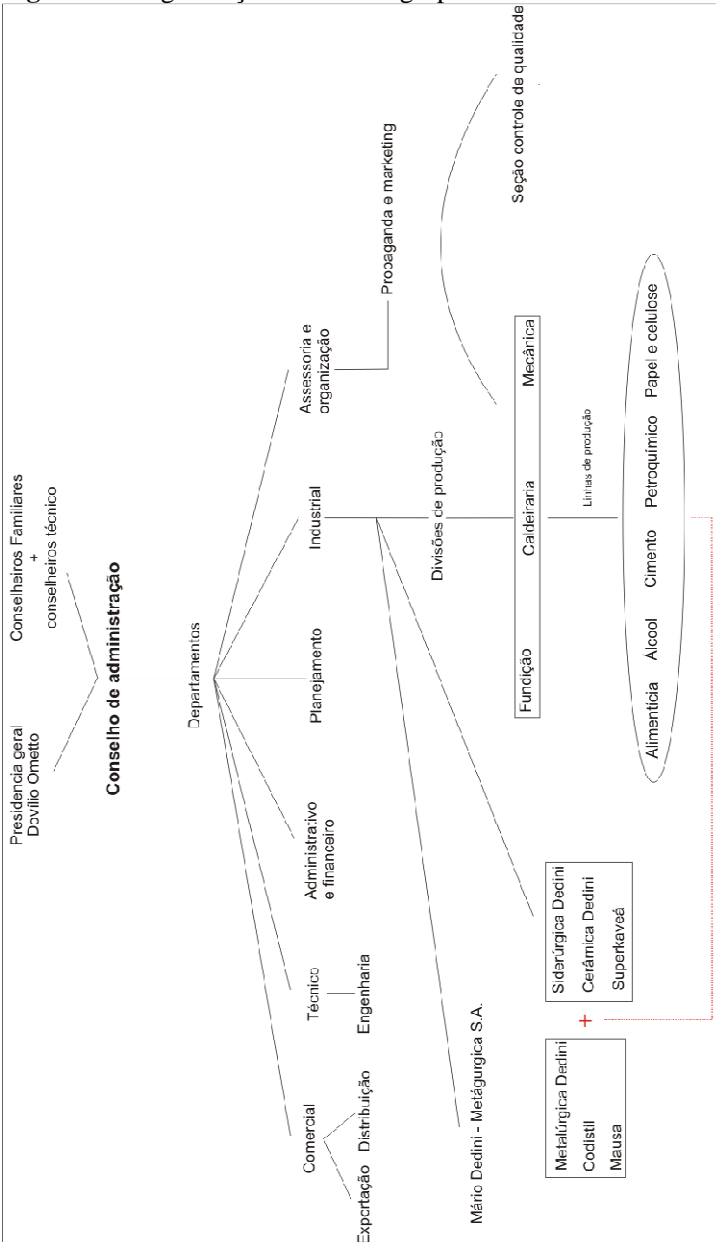 Presidencia geral
Dovílio Ometto
Conselheiros Familiares
+
conselheiros técnico
Conselho de administração
Departamentos
Comercial
Técnico
Administrativo
e financeiro
Planejamento
Industrial
Assessoria e
organização
Exportação
Distribuição
Engenharia
Propaganda e marketing
Mário Dedini - Metágurgica S.A.
Divisões de produção
Seção controle de qualidade
Metalúrgica Dedini
Codistil
Mausa
+
Siderúrgica Dedini
Cerâmica Dedini
Superkaveá
Fundição
Caldeiraria
Mecânica
Linhas de produção
Alimentícia
Álcool
Cimento
Petroquímico
Papel e celulose